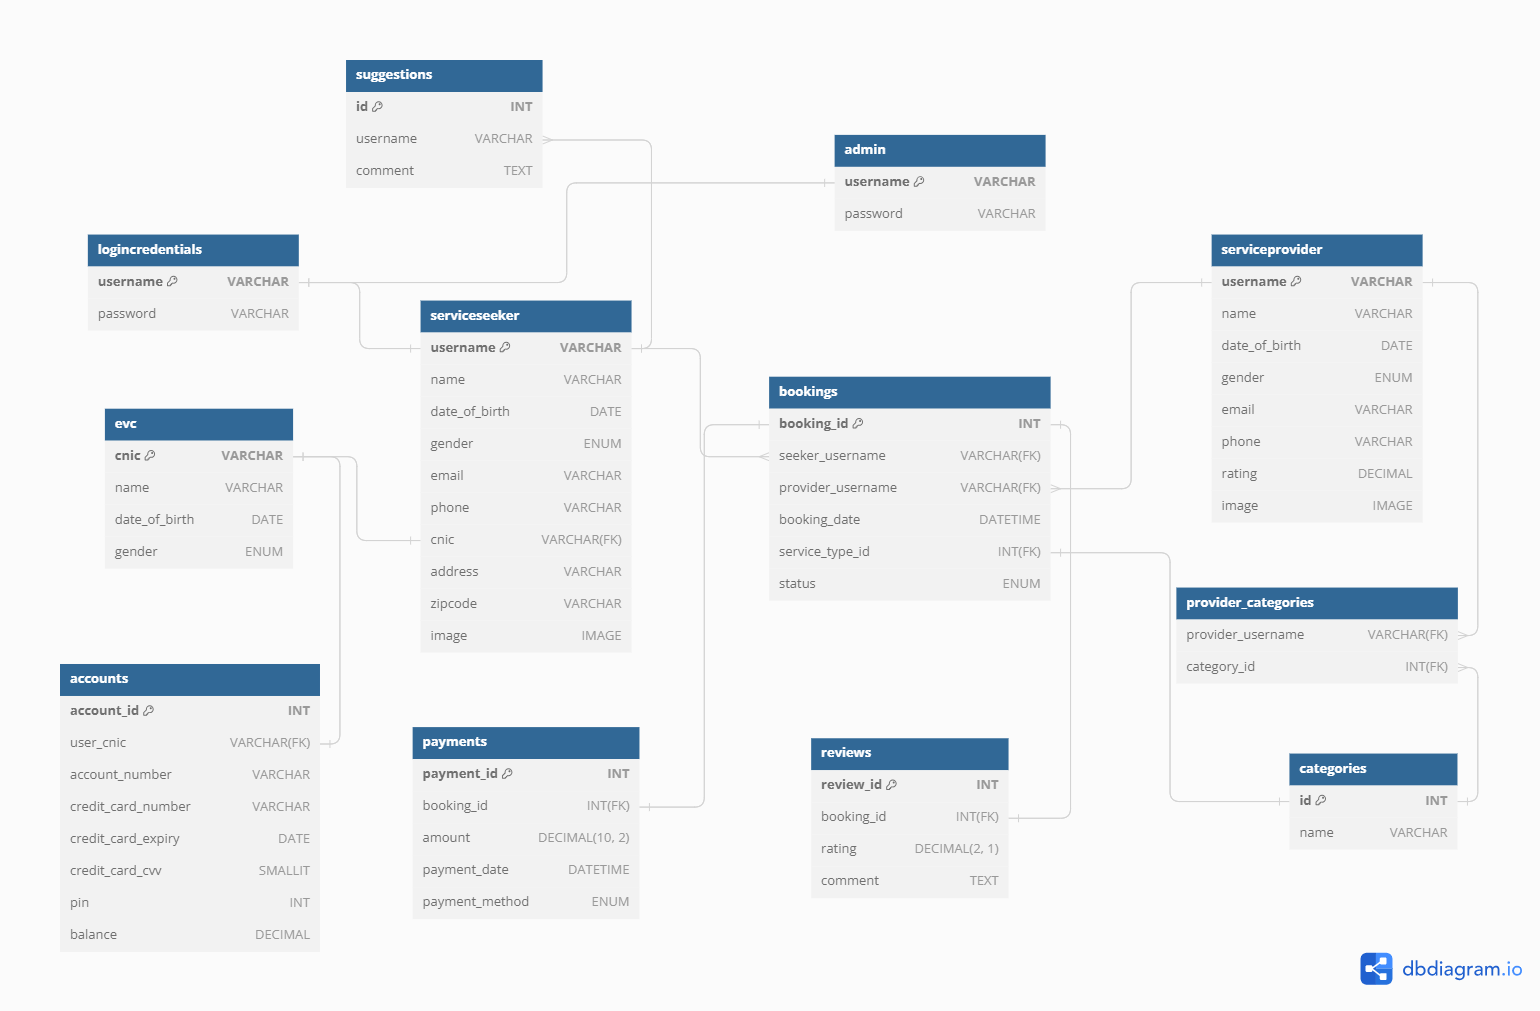 suggestions
id INT
username VARCHAR
comment TEXT
admin
username VARCHAR
password VARCHAR
logincredentials
username VARCHAR
password VARCHAR
serviceseeker
username VARCHAR
name VARCHAR
date_of_birth DATE
gender ENUM
email VARCHAR
phone VARCHAR
cnic VARCHAR(FK)
address VARCHAR
zipcode VARCHAR
image IMAGE
serviceprovider
username VARCHAR
name VARCHAR
date_of_birth DATE
gender ENUM
email VARCHAR
phone VARCHAR
rating DECIMAL
image IMAGE
evc
cnic VARCHAR
name VARCHAR
date_of_birth DATE
gender ENUM
bookings
booking_id INT
seeker_username VARCHAR(FK)
provider_username VARCHAR(FK)
booking_date DATETIME
service_type_id INT(FK)
status ENUM
provider_categories
provider_username VARCHAR(FK)
category_id INT(FK)
accounts
account_id INT
user_cnic VARCHAR(FK)
account_number VARCHAR
credit_card_number VARCHAR
credit_card_expiry DATE
credit_card_cvv SMALLIT
pin INT
balance DECIMAL
payments
payment_id INT
booking_id INT(FK)
amount DECIMAL(10, 2)
payment_date DATETIME
payment_method ENUM
reviews
review_id INT
booking_id INT(FK)
rating DECIMAL(2, 1)
comment TEXT
categories
id INT
name VARCHAR
dbdiagram.io